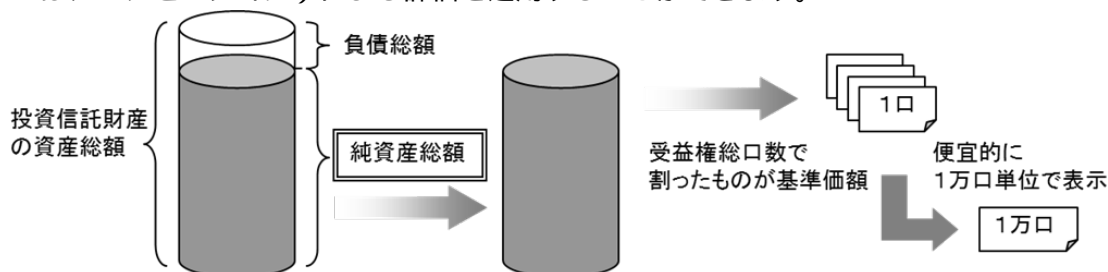 負債総額
投資信託財産
の資産総額
純資産総額
1口
受益権総口数で
割ったものが基準価額
便宜的に
1万口単位で表示
1万口